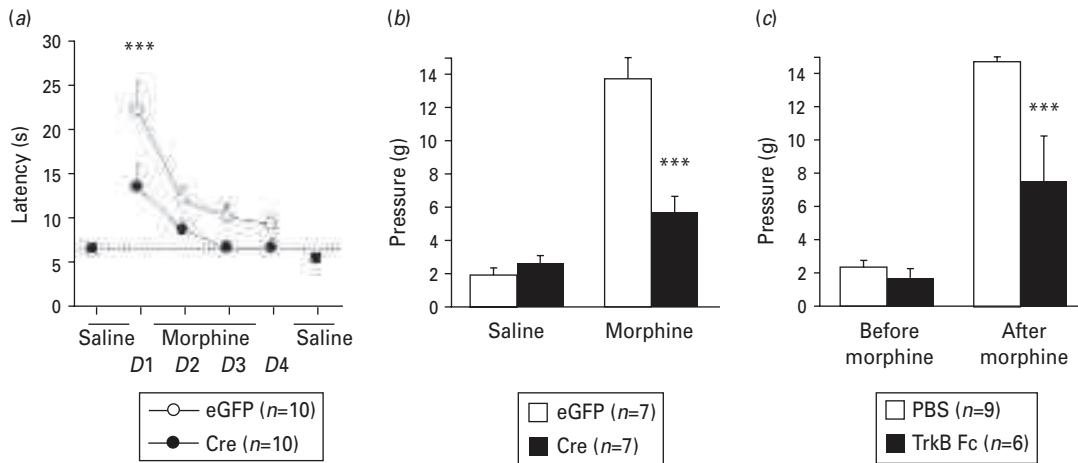 (a)
***
30
25
20
15
10
5
0
Latency (s)
Saline Morphine Saline
D1 D2 D3 D4
eGFP (n=10)
Cre (n=10)
(b)
14
12
10
8
6
4
2
0
Pressure (g)
***
Saline Morphine
eGFP (n=7)
Cre (n=7)
(c)
14
12
10
8
6
4
2
0
Pressure (g)
***
Before morphine
After morphine
PBS (n=9)
TrkB Fc (n=6)